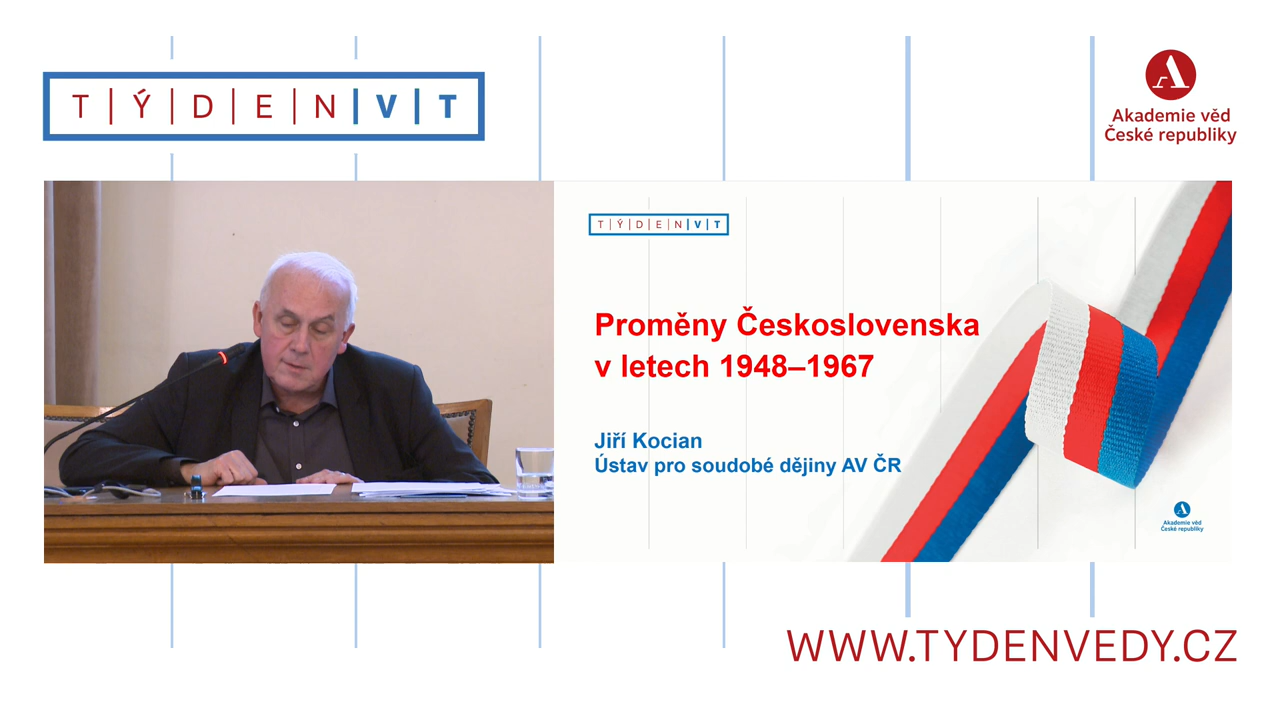 T|Ý|D|E|N|V|T
Akademie věd
České republiky
T|Ý|D|E|N|V|T
Proměny Československa
v letech 1948–1967
Jiří Kocian
Ústav pro soudobé dějiny AV ČR
Akademie věd
České republiky
WWW.TYDENVEDY.CZ